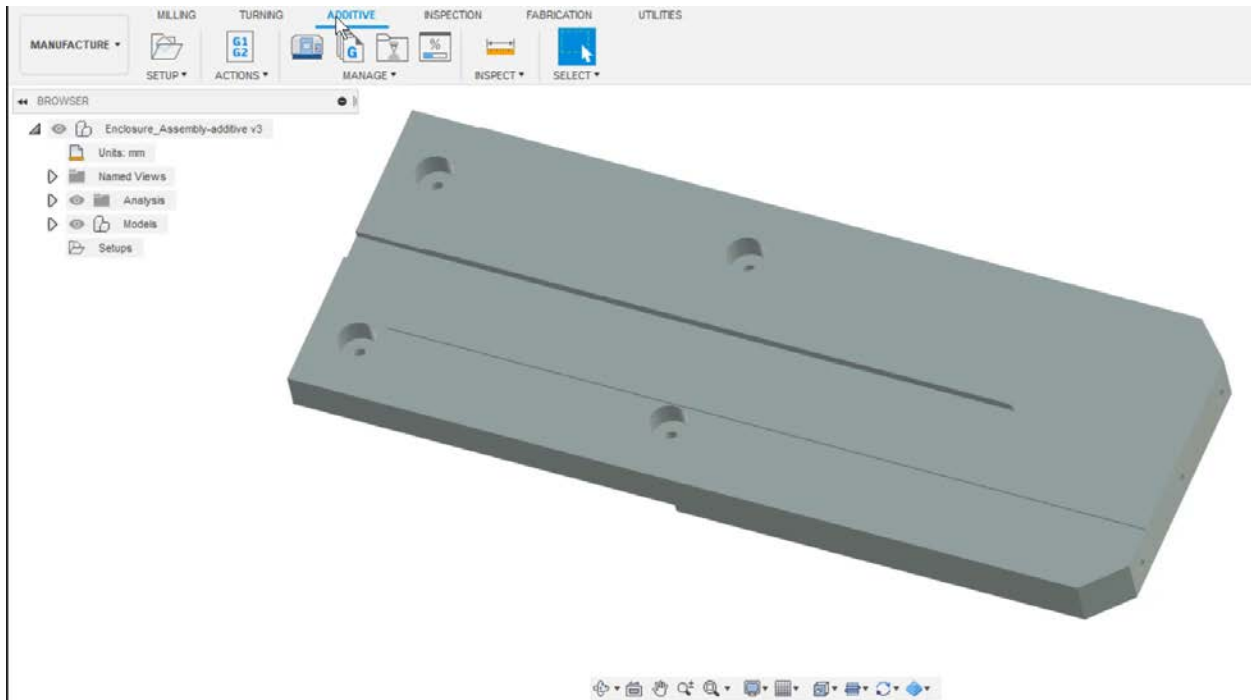 MILLING TURNING ADDITIVE INSPECTION FABRICATION UTILITIES
MANUFACTURE
G1
G2
G
%
SETUP ACTIONS MANAGE INSPECT SELECT
BROWSER
Enclosure_Assembly-additive v3
Units: mm
Named Views
Analysis
Models
Setups